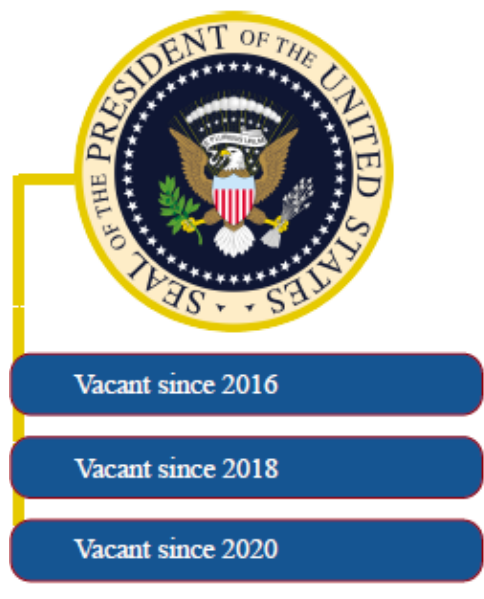 SEAL OF THE PRESIDENT OF THE UNITED STATES
Vacant since 2016
Vacant since 2018
Vacant since 2020